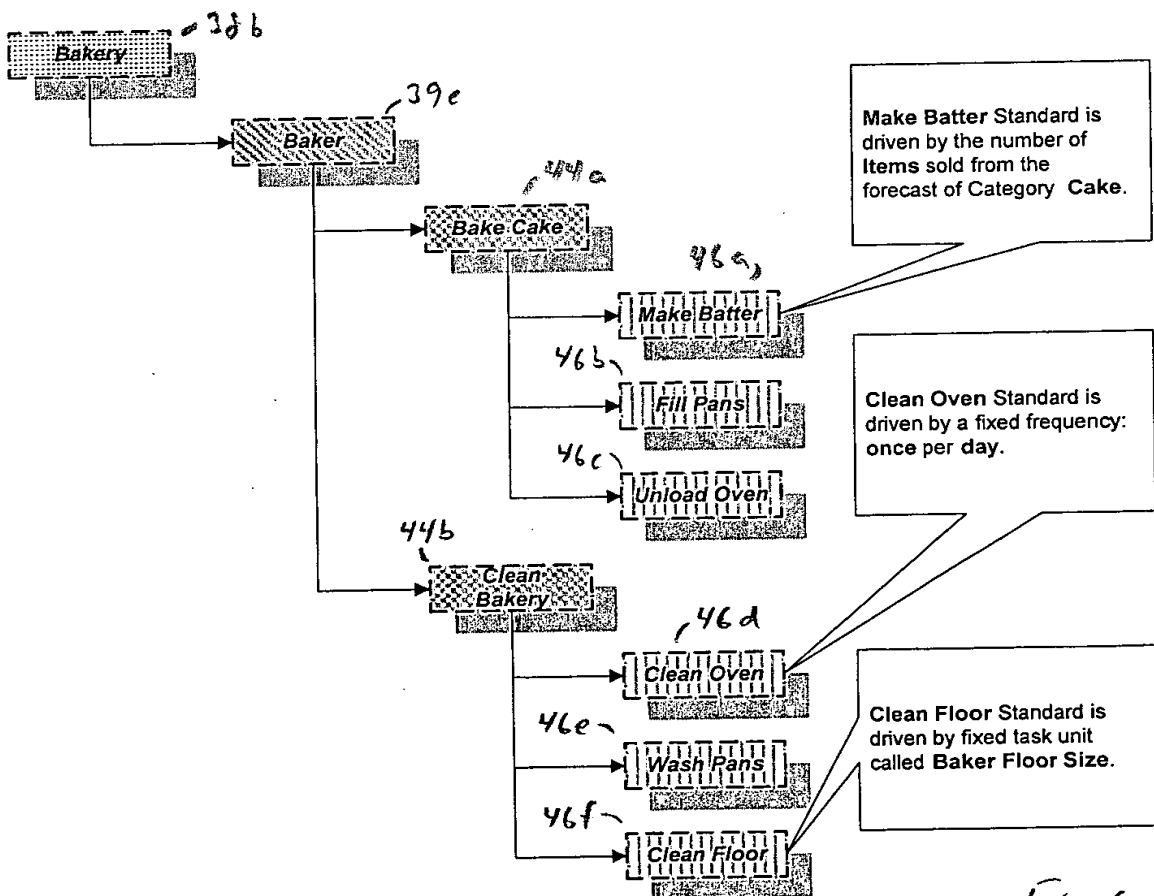 38b
Bakery
39e
Baker
44a
Bake Cake
46a
Make Batter
46b
Fill Pans
46c
Unload Oven
44b
Clean
Bakery
46d
Clean Oven
46e
Wash Pans
46f
Clean Floor
Make Batter Standard is
driven by the number of
Items sold from the
forecast of Category Cake.
Clean Oven Standard is
driven by a fixed frequency:
once per day.
Clean Floor Standard is
driven by fixed task unit
called Baker Floor Size.